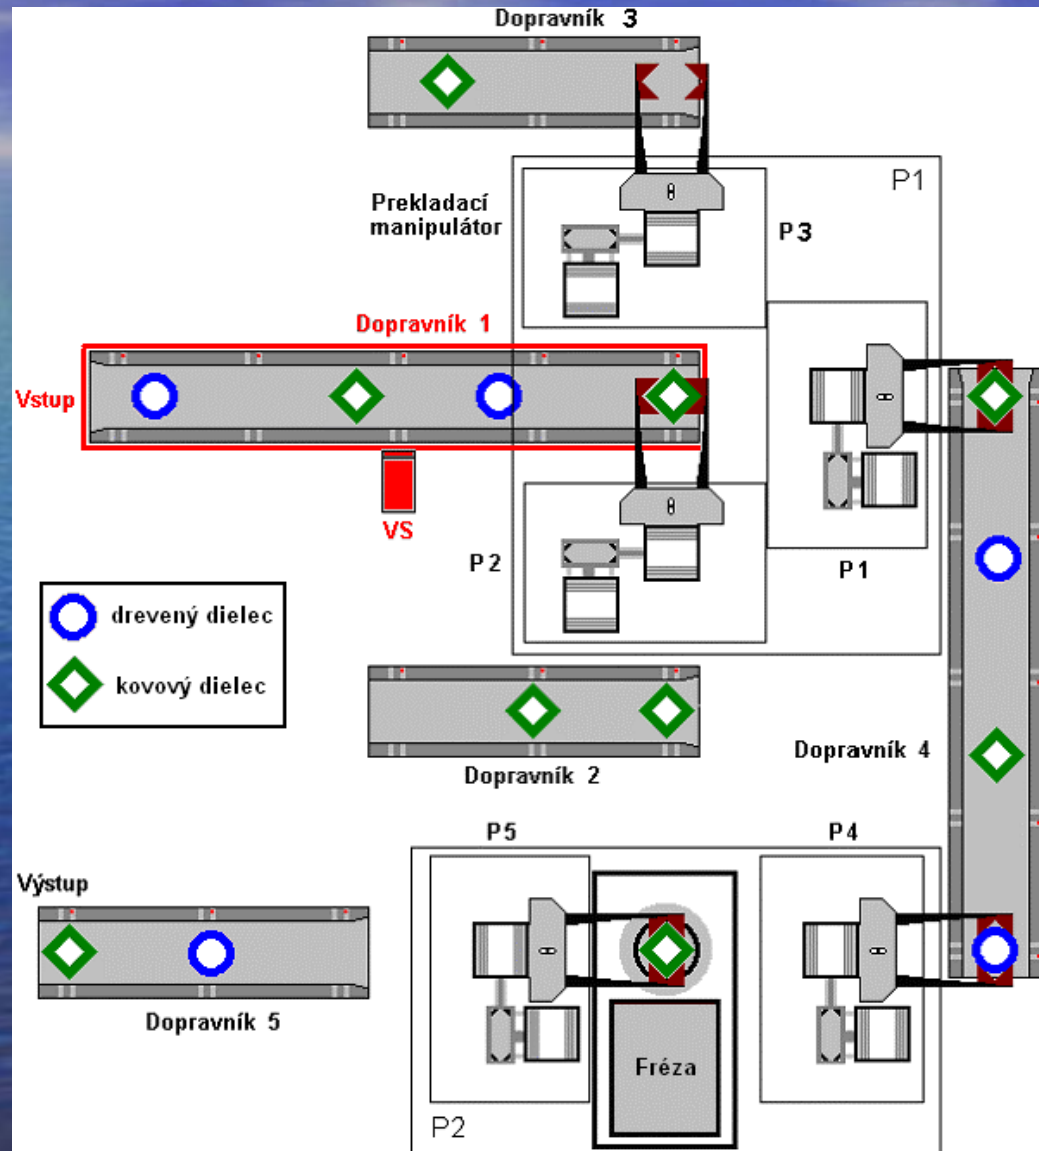 Dopravník 3
P1
Prekladací
manipulátor
P3
Dopravník 1
Vstup
VS
P2
P1
drevený dielec
kovový dielec
Dopravník 4
Dopravník 2
P5
P4
Výstup
Dopravník 5
Fréza
P2